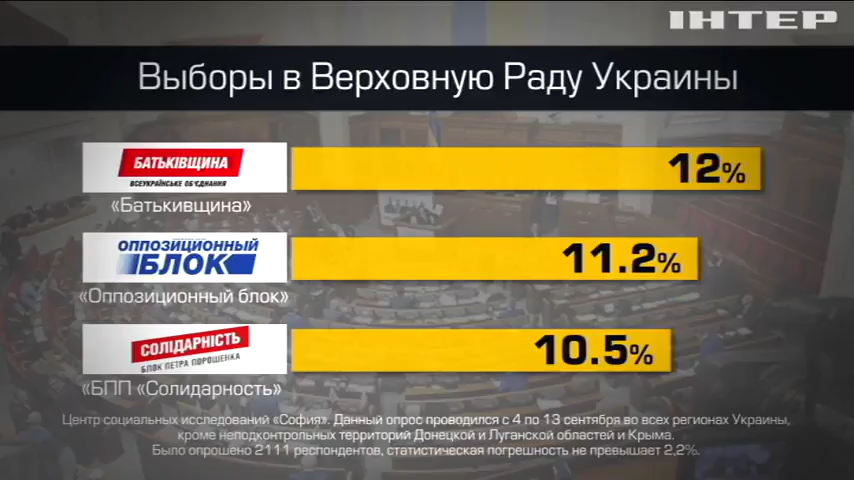 ІНТЕР
Выборы в Верховную Раду Украины
БАТЬКІВЩИНА
ВСЕУКРАЇНСЬКЕ ОБ'ЄДНАННЯ
12%
«Батькивщина»
ОППОЗИЦИОННЫЙ
БЛОК
11.2%
«Оппозиционный блок»
СОЛІДАРНІСТЬ
БЛОК ПЕТРА ПОРОШЕНКА
10.5%
«БПП «Солидарность»
Центр социальных исследований «София». Данный опрос проводился с 4 по 13 сентября во всех регионах Украины,
кроме неподконтрольных территорий Донецкой и Луганской областей и Крыма.
Было опрошено 2111 респондентов, статистическая погрешность не превышает 2,2%.